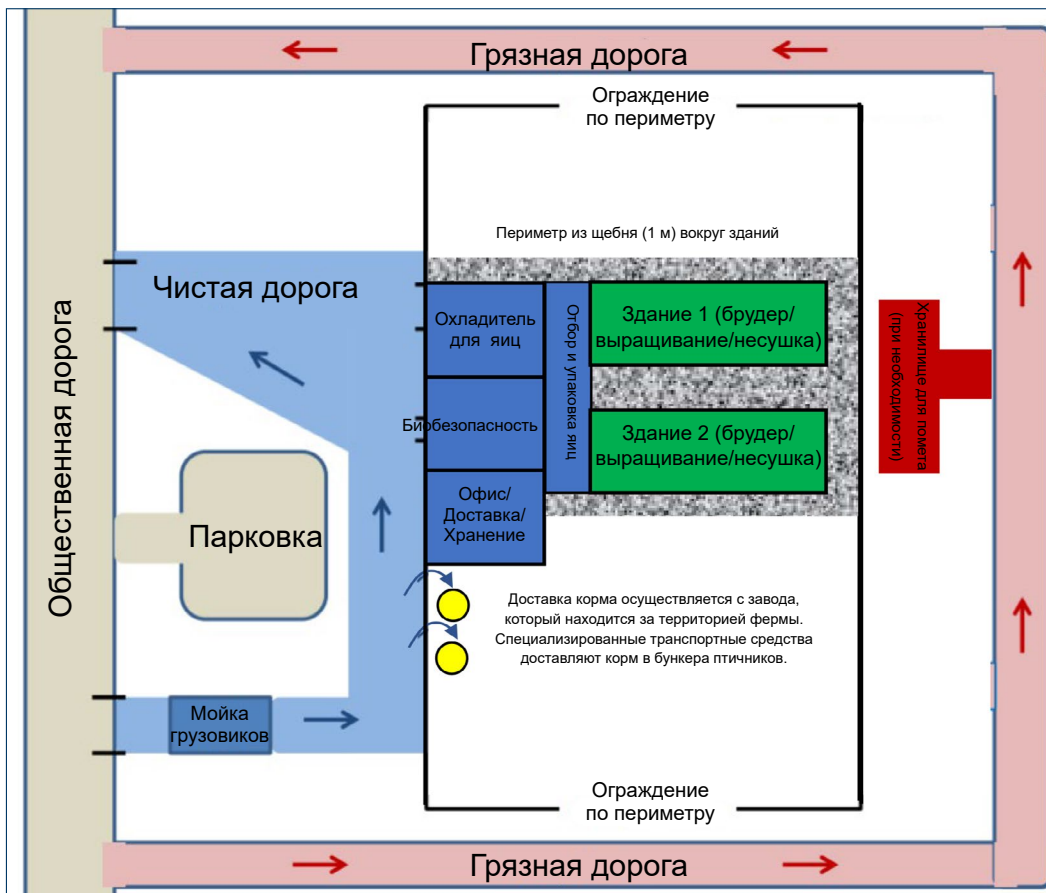 Грязная дорога
Ограждение
по периметру
Периметр из щебня (1 м) вокруг зданий
Общественная дорога
Чистая дорога
Охладитель
для яиц
Отбор и упаковка яиц
Здание 1 (брудер/
выращивание/несушка)
Хранилище для помета
(при необходимости)
Биобезопасность
Здание 2 (брудер/
выращивание/несушка)
Офис/
Доставка/
Хранение
Парковка
Доставка корма осуществляется с завода,
который находится за территорией фермы.
Специализированные транспортные средства
доставляют корм в бункера птичников.
Мойка
грузовиков
Ограждение
по периметру
Грязная дорога